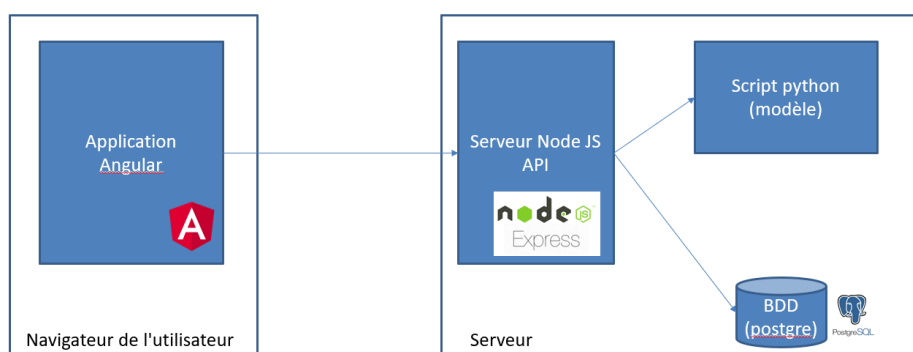 Application
Angular
A
Navigateur de l'utilisateur
Serveur Node JS
API
node JS
Express
Script python
(modèle)
BDD
(postgre)
PostgreSQL
Serveur